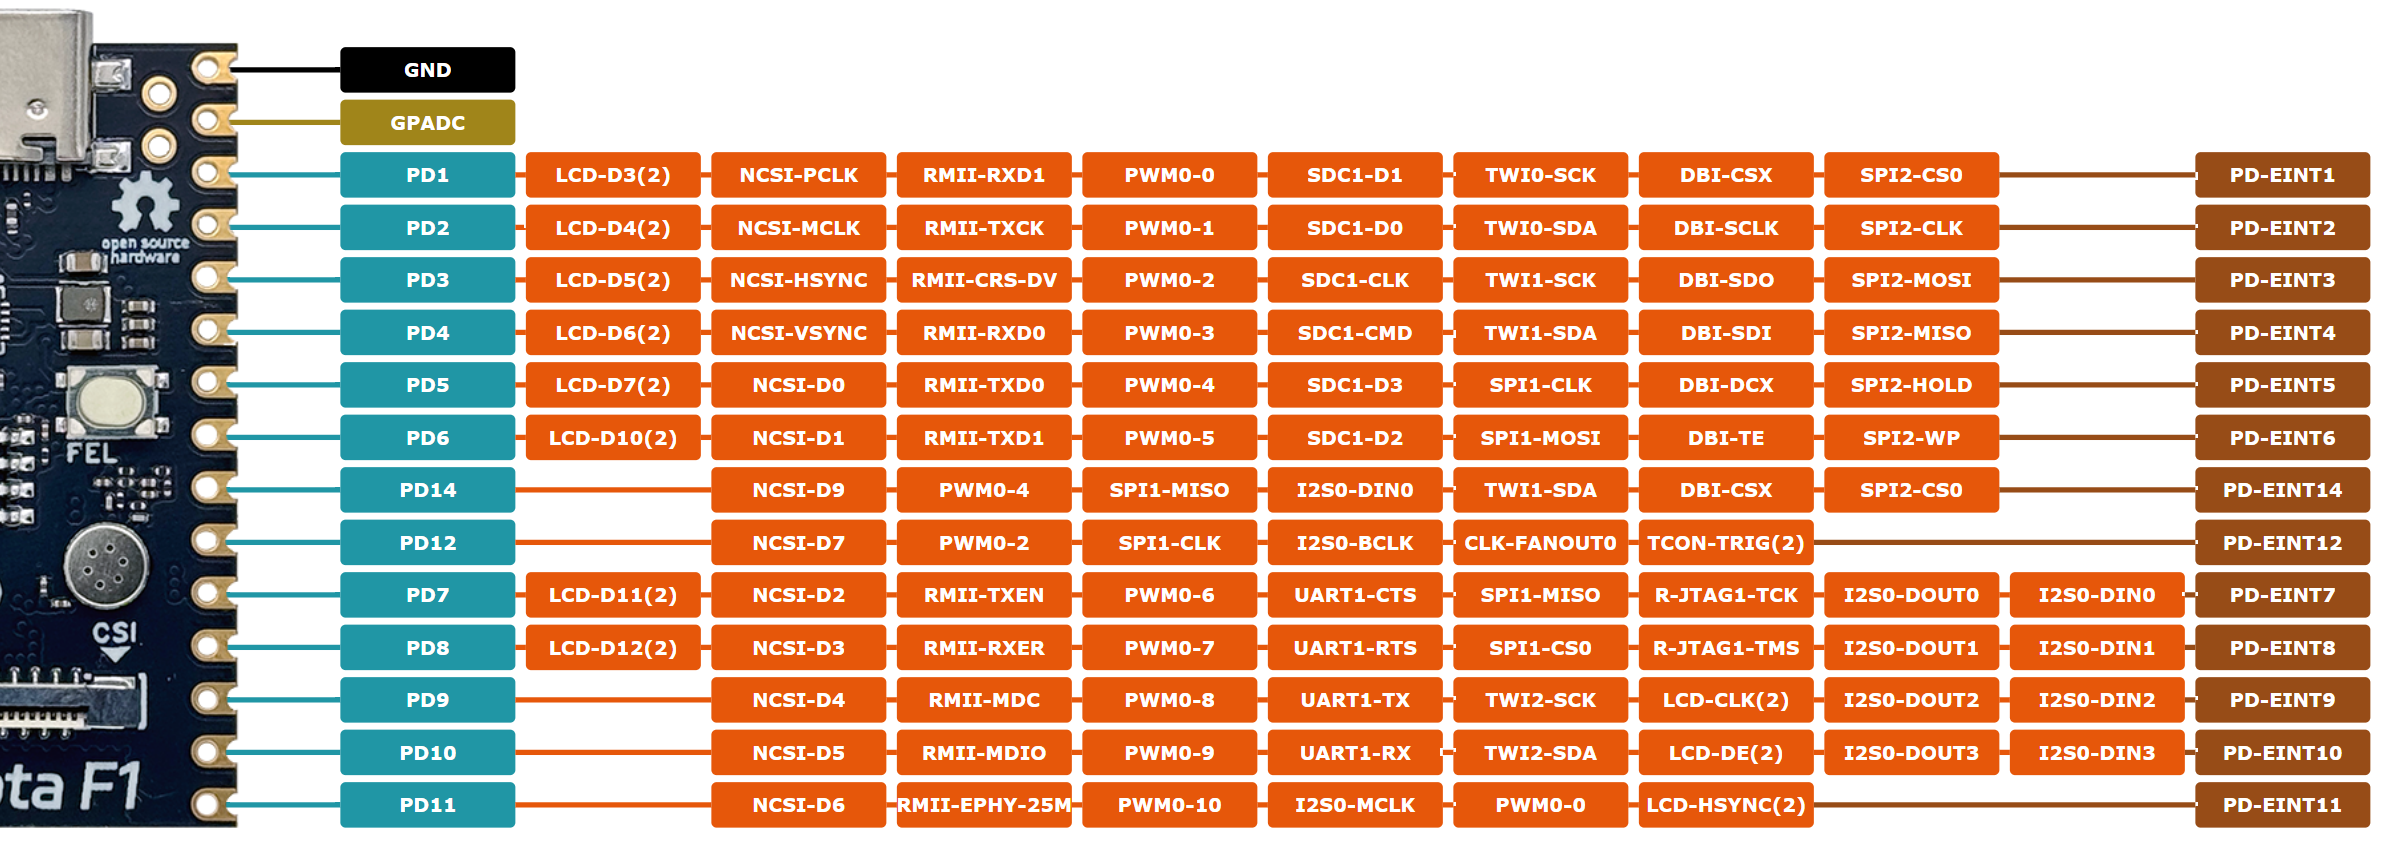 GND
GPADC
PD1 LCD-D3(2) NCSI-PCLK RMII-RXD1 PWM0-0 SDC1-D1 TWI0-SCK DBI-CSX SPI2-CS0 PD-EINT1
PD2 LCD-D4(2) NCSI-MCLK RMII-TXCK PWM0-1 SDC1-D0 TWI0-SDA DBI-SCLK SPI2-CLK PD-EINT2
open source
hardware
PD3 LCD-D5(2) NCSI-HSYNC RMII-CRS-DV PWM0-2 SDC1-CLK TWI1-SCK DBI-SDO SPI2-MOSI PD-EINT3
PD4 LCD-D6(2) NCSI-VSYNC RMII-RXD0 PWM0-3 SDC1-CMD TWI1-SDA DBI-SDI SPI2-MISO PD-EINT4
PD5 LCD-D7(2) NCSI-D0 RMII-TXD0 PWM0-4 SDC1-D3 SPI1-CLK DBI-DCX SPI2-HOLD PD-EINT5
PD6 LCD-D10(2) NCSI-D1 RMII-TXD1 PWM0-5 SDC1-D2 SPI1-MOSI DBI-TE SPI2-WP PD-EINT6
FEL
PD14 NCSI-D9 PWM0-4 SPI1-MISO I2S0-DIN0 TWI1-SDA DBI-CSX SPI2-CS0 PD-EINT14
PD12 NCSI-D7 PWM0-2 SPI1-CLK I2S0-BCLK CLK-FANOUT0 TCON-TRIG(2) PD-EINT12
PD7 LCD-D11(2) NCSI-D2 RMII-TXEN PWM0-6 UART1-CTS SPI1-MISO R-JTAG1-TCK I2S0-DOUT0 I2S0-DIN0 PD-EINT7
CSI
PD8 LCD-D12(2) NCSI-D3 RMII-RXER PWM0-7 UART1-RTS SPI1-CS0 R-JTAG1-TMS I2S0-DOUT1 I2S0-DIN1 PD-EINT8
PD9 NCSI-D4 RMII-MDC PWM0-8 UART1-TX TWI2-SCK LCD-CLK(2) I2S0-DOUT2 I2S0-DIN2 PD-EINT9
PD10 NCSI-D5 RMII-MDIO PWM0-9 UART1-RX TWI2-SDA LCD-DE(2) I2S0-DOUT3 I2S0-DIN3 PD-EINT10
ta F1
PD11 NCSI-D6 RMII-EPHY-25M PWM0-10 I2S0-MCLK PWM0-0 LCD-HSYNC(2) PD-EINT11